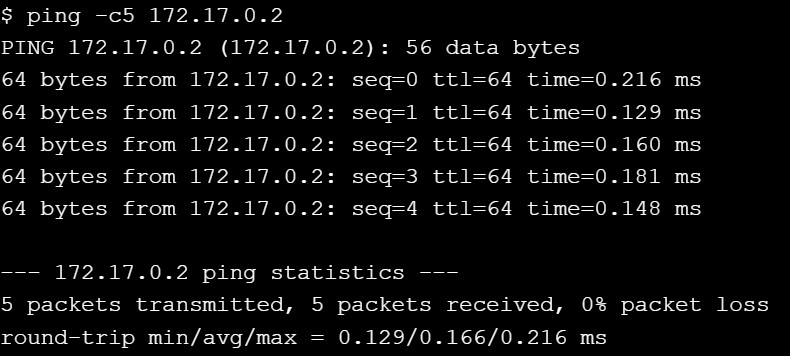 $ ping -c5 172.17.0.2
PING 172.17.0.2 (172.17.0.2): 56 data bytes
64 bytes from 172.17.0.2: seq=0 ttl=64 time=0.216 ms
64 bytes from 172.17.0.2: seq=1 ttl=64 time=0.129 ms
64 bytes from 172.17.0.2: seq=2 ttl=64 time=0.160 ms
64 bytes from 172.17.0.2: seq=3 ttl=64 time=0.181 ms
64 bytes from 172.17.0.2: seq=4 ttl=64 time=0.148 ms
--- 172.17.0.2 ping statistics ---
5 packets transmitted, 5 packets received, 0% packet loss
round-trip min/avg/max = 0.129/0.166/0.216 ms